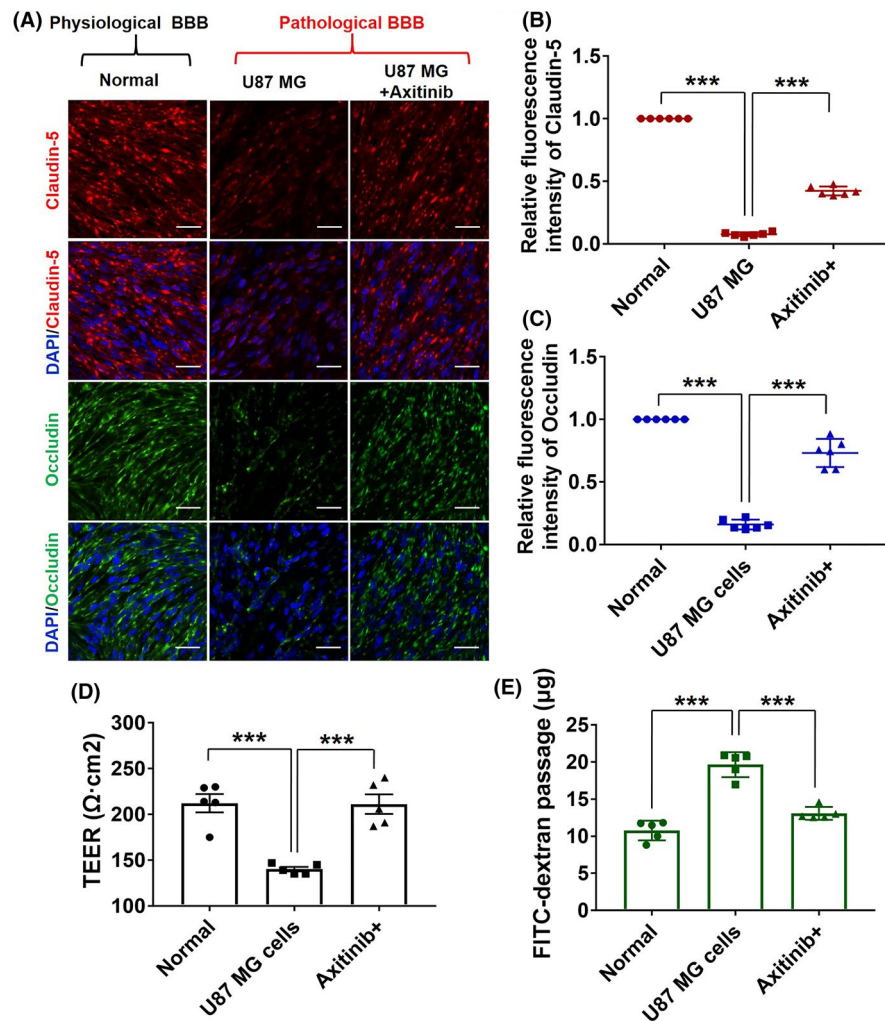 (A)
Physiological BBB
Pathological BBB
Normal
U87 MG
U87 MG
+Axitinib
Claudin-5
DAPI/Claudin-5
Occludin
DAPI/Occludin
(B)
Relative fluorescence
intensity of Claudin-5
1.5
1.0
0.5
0.0
***
***
Normal
U87 MG
Axitinib+
(C)
Relative fluorescence
intensity of Occludin
1.5
1.0
0.5
0.0
***
***
Normal
U87 MG cells
Axitinib+
(D)
TEER (Ω·cm2)
300
250
200
150
100
***
***
Normal
U87 MG cells
Axitinib+
(E)
FITC-dextran passage (µg)
25
20
15
10
5
0
***
***
Normal
U87 MG cells
Axitinib+